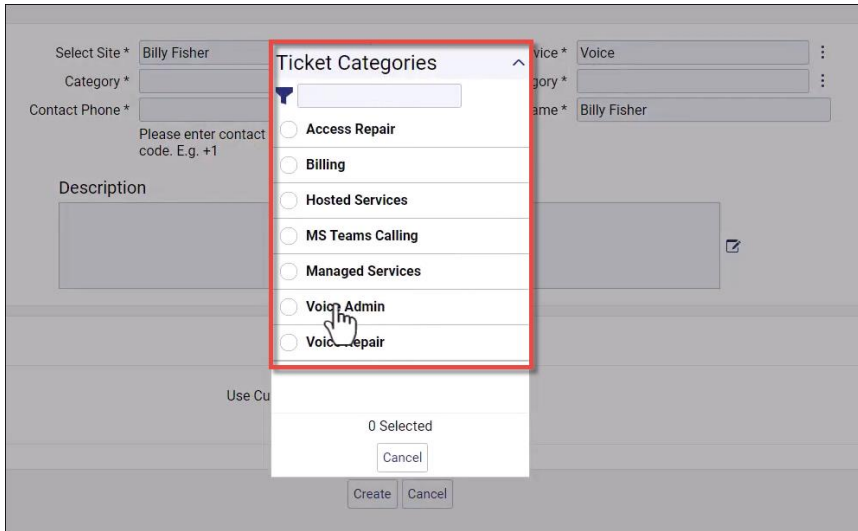 Select Site * Billy Fisher
vice * Voice
Category *
gory *
Contact Phone *
ame * Billy Fisher
Please enter contact
code. E.g. +1
Description
Use Cu
Ticket Categories
Access Repair
Billing
Hosted Services
MS Teams Calling
Managed Services
Voice Admin
Voice Repair
0 Selected
Cancel
Create Cancel